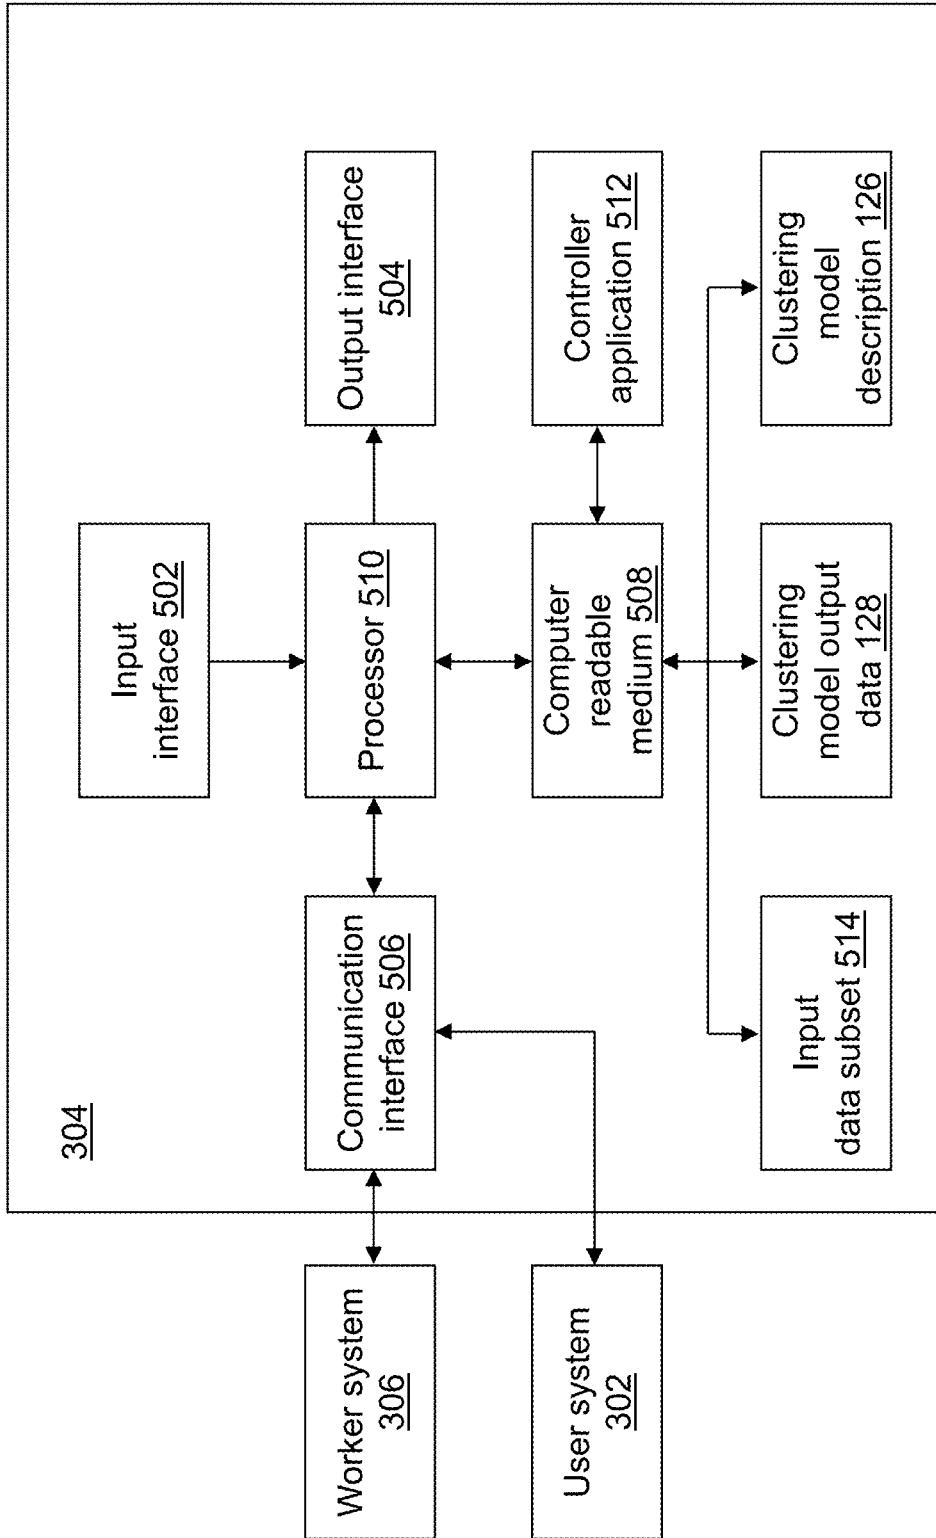 304
Input
interface 502
Worker system
306
Communication
interface 506
Processor 510
Output interface
504
User system
302
Computer
readable
medium 508
Controller
application 512
Input
data subset 514
Clustering
model output
data 128
Clustering
model
description 126